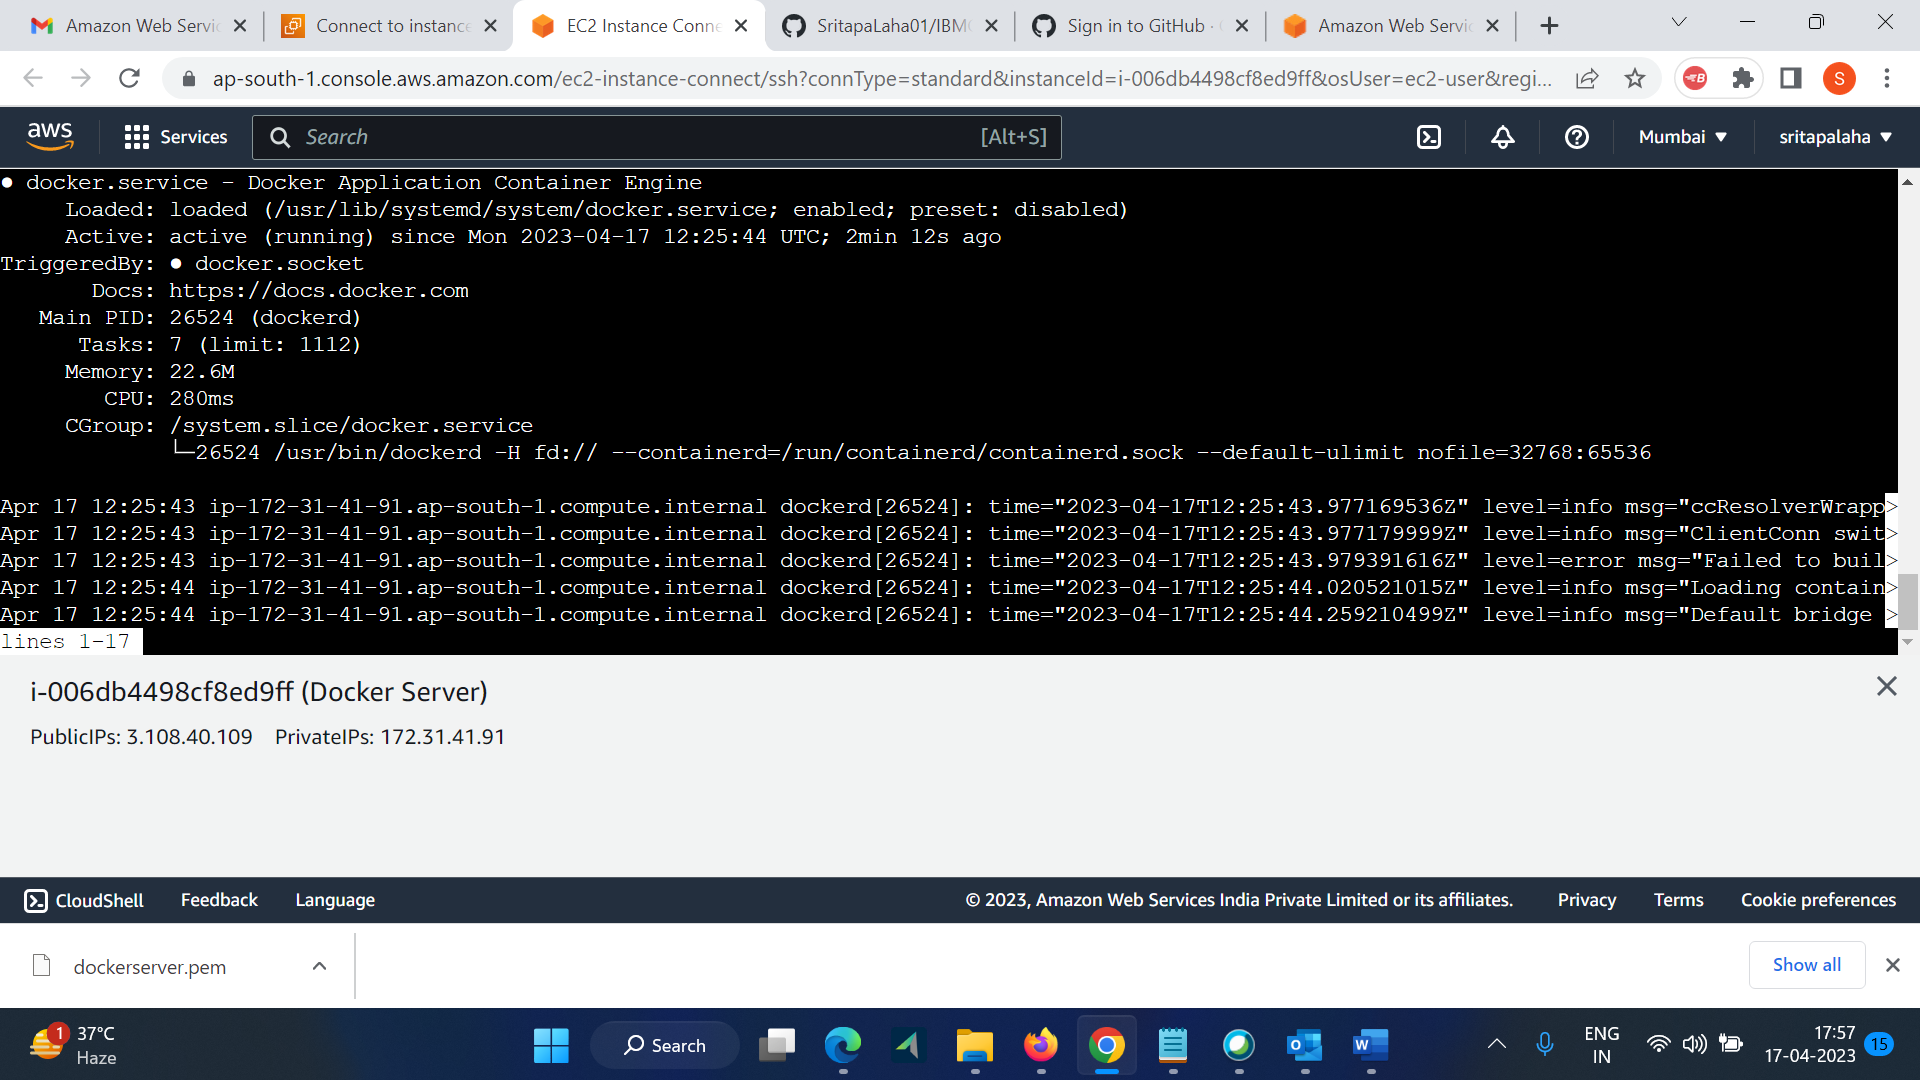 Amazon Web Servic
Connect to instance
EC2 Instance Conne
SritapaLaha01/IBM
Sign in to GitHub ·
Amazon Web Servic
ap-south-1.console.aws.amazon.com/ec2-instance-connect/ssh?connType=standard&instanceId=i-006db4498cf8ed9ff&osUser=ec2-user&regi...
B
S
aws
Services
Search
[Alt+S]
Mumbai
sritapalaha
● docker.service - Docker Application Container Engine
Loaded: loaded (/usr/lib/systemd/system/docker.service; enabled; preset: disabled)
Active: active (running) since Mon 2023-04-17 12:25:44 UTC; 2min 12s ago
TriggeredBy: ● docker.socket
Docs: https://docs.docker.com
Main PID: 26524 (dockerd)
Tasks: 7 (limit: 1112)
Memory: 22.6M
CPU: 280ms
CGroup: /system.slice/docker.service
└─26524 /usr/bin/dockerd -H fd:// --containerd=/run/containerd/containerd.sock --default-ulimit nofile=32768:65536
Apr 17 12:25:43 ip-172-31-41-91.ap-south-1.compute.internal dockerd[26524]: time="2023-04-17T12:25:43.977169536Z" level=info msg="ccResolverWrapp>
Apr 17 12:25:43 ip-172-31-41-91.ap-south-1.compute.internal dockerd[26524]: time="2023-04-17T12:25:43.977179999Z" level=info msg="ClientConn swit>
Apr 17 12:25:43 ip-172-31-41-91.ap-south-1.compute.internal dockerd[26524]: time="2023-04-17T12:25:43.979391616Z" level=error msg="Failed to buil>
Apr 17 12:25:44 ip-172-31-41-91.ap-south-1.compute.internal dockerd[26524]: time="2023-04-17T12:25:44.020521015Z" level=info msg="Loading contain>
Apr 17 12:25:44 ip-172-31-41-91.ap-south-1.compute.internal dockerd[26524]: time="2023-04-17T12:25:44.259210499Z" level=info msg="Default bridge >
lines 1-17
i-006db4498cf8ed9ff (Docker Server)
PublicIPs: 3.108.40.109 PrivateIPs: 172.31.41.91
CloudShell
Feedback
Language
© 2023, Amazon Web Services India Private Limited or its affiliates.
Privacy
Terms
Cookie preferences
dockerserver.pem
Show all
1
37°C
Haze
Search
ENG
IN
17:57
17-04-2023
15